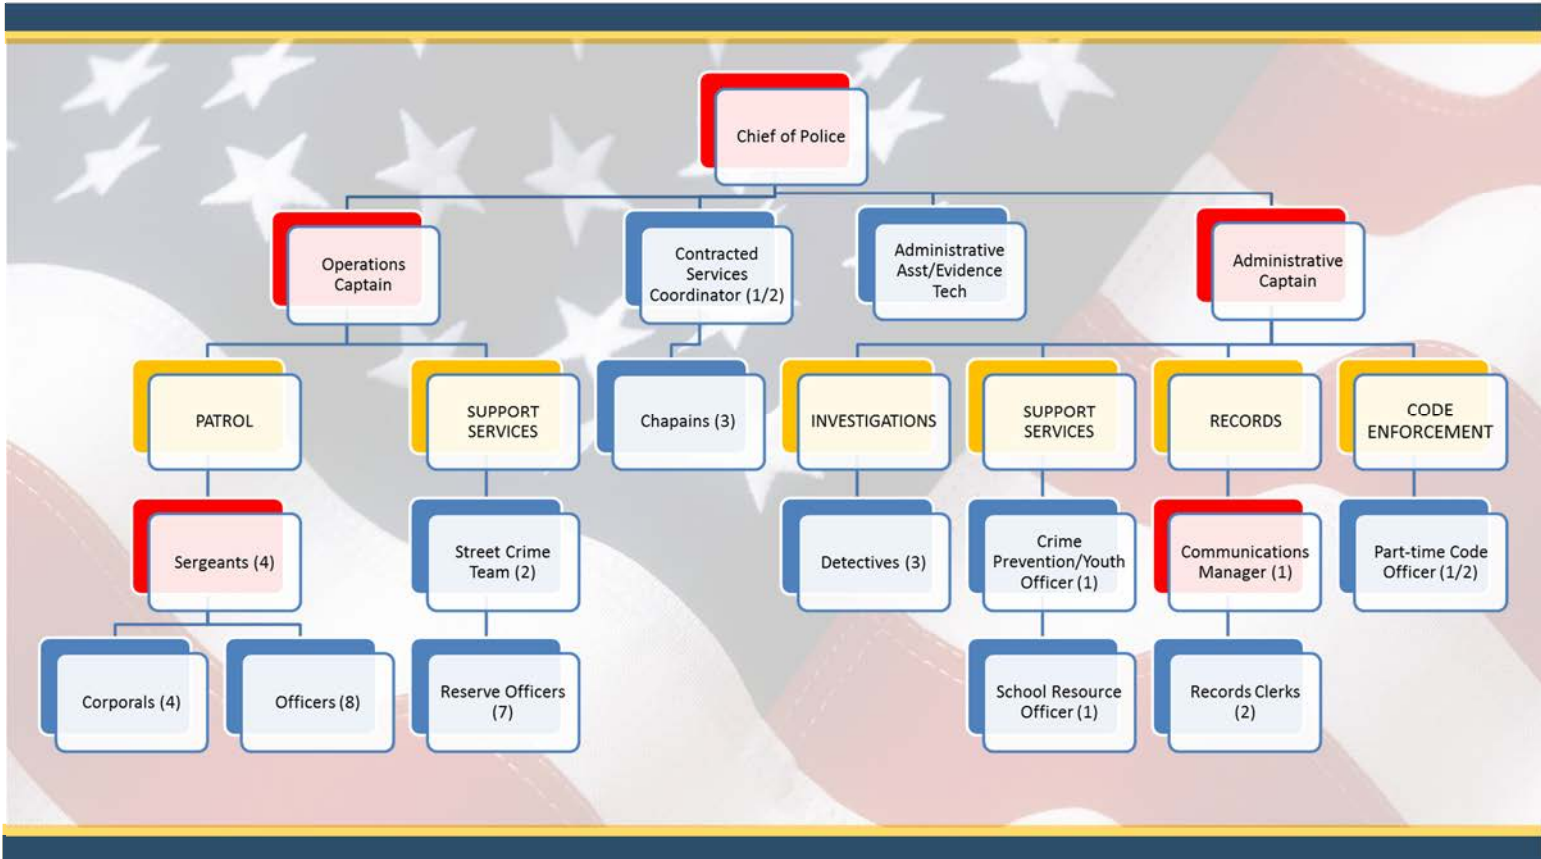 Chief of Police
Operations
Captain
Contracted
Services
Coordinator (1/2)
Administrative
Asst/Evidence
Tech
Administrative
Captain
PATROL
SUPPORT
SERVICES
Chapains (3)
INVESTIGATIONS
SUPPORT
SERVICES
RECORDS
CODE
ENFORCEMENT
Sergeants (4)
Street Crime
Team (2)
Detectives (3)
Crime
Prevention/Youth
Officer (1)
Communications
Manager (1)
Part-time Code
Officer (1/2)
Corporals (4)
Officers (8)
Reserve Officers
(7)
School Resource
Officer (1)
Records Clerks
(2)